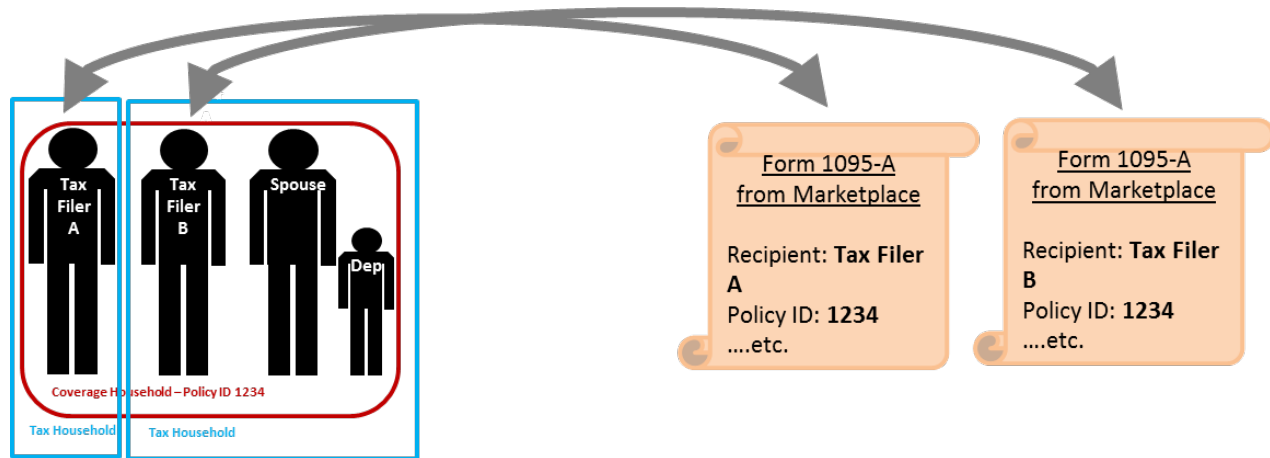 Tax
Filer
A
Tax
Filer
B
Spouse
Dep
Coverage Household – Policy ID 1234
Tax Household
Tax Household
Form 1095-A
from Marketplace
Recipient: Tax Filer
A
Policy ID: 1234
....etc.
Form 1095-A
from Marketplace
Recipient: Tax Filer
B
Policy ID: 1234
....etc.